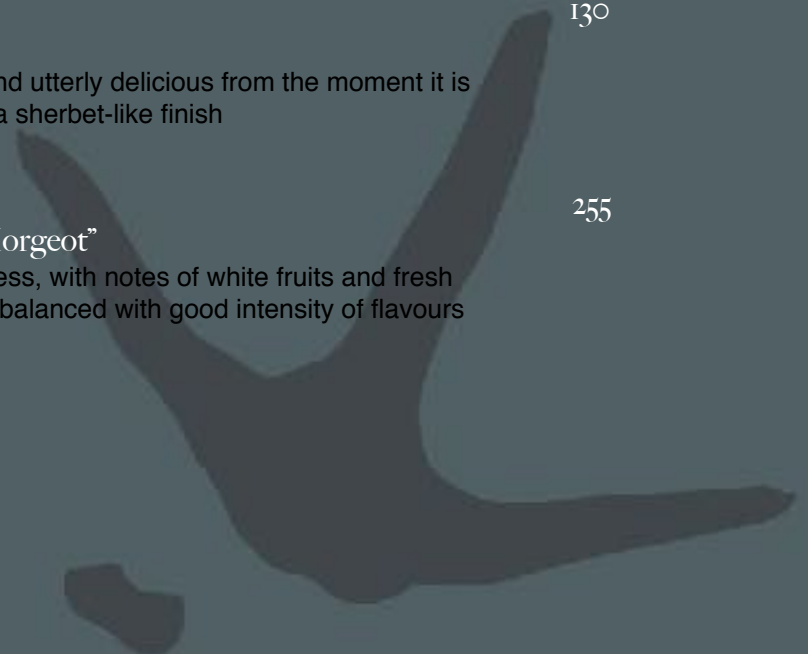 130
nd utterly delicious from the moment it is
a sherbet-like finish
255
orgeot”
ess, with notes of white fruits and fresh
balanced with good intensity of flavours